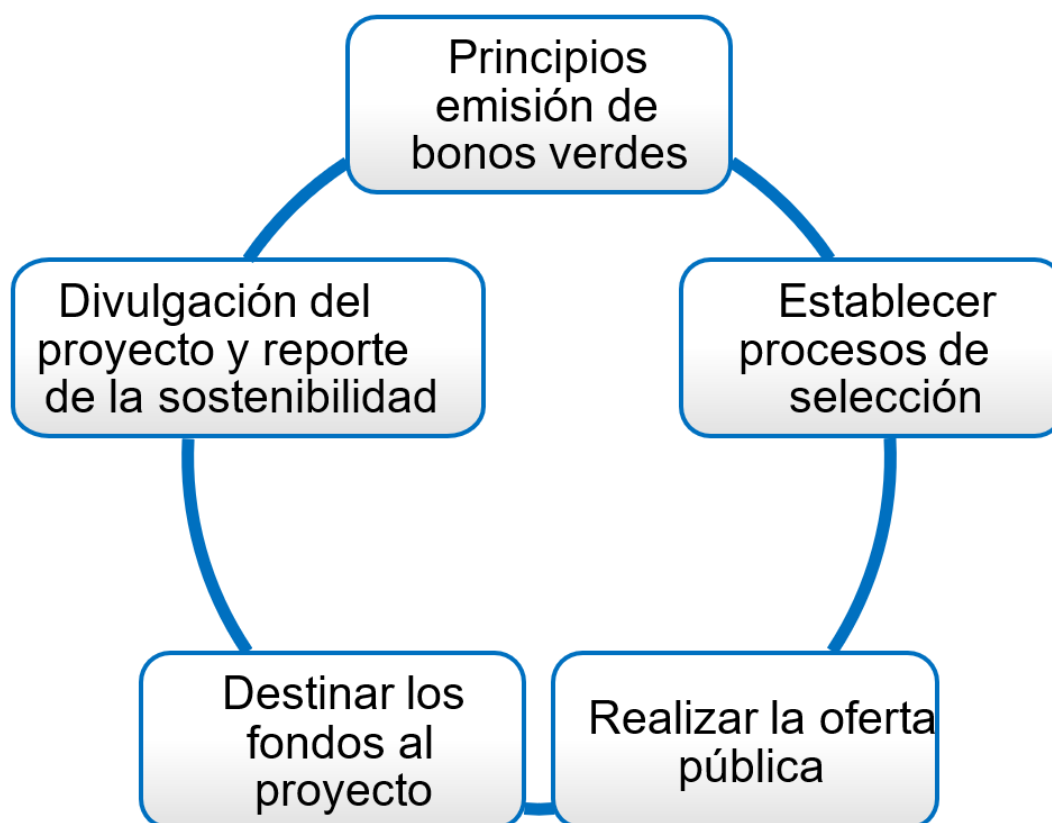 Principios
emisión de
bonos verdes
Establecer
procesos de
selección
Realizar la oferta
pública
Destinar los
fondos al
proyecto
Divulgación del
proyecto y reporte
de la sostenibilidad